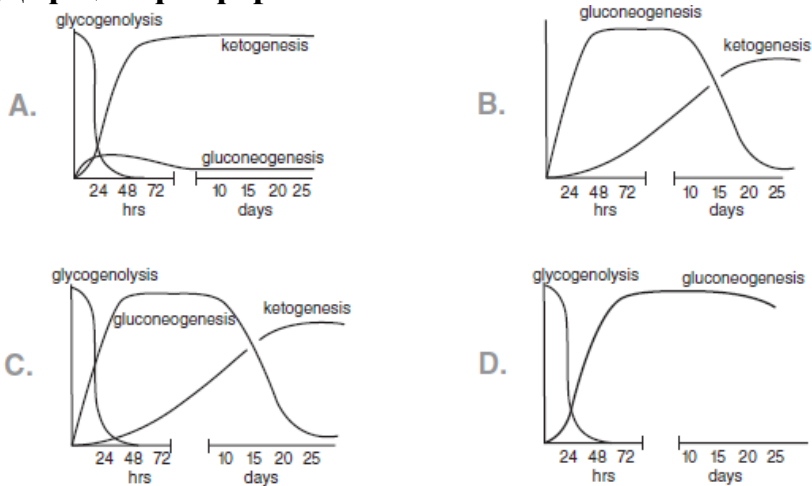 glycogenolysis
ketogenesis
gluconeogenesis
A.
24 48 72
hrs
10 15 20 25
days
gluconeogenesis
ketogenesis
B.
24 48 72
hrs
10 15 20 25
days
glycogenolysis
gluconeogenesis
ketogenesis
C.
24 48 72
hrs
10 15 20 25
days
glycogenolysis
gluconeogenesis
D.
24 48 72
hrs
10 15 20 25
days